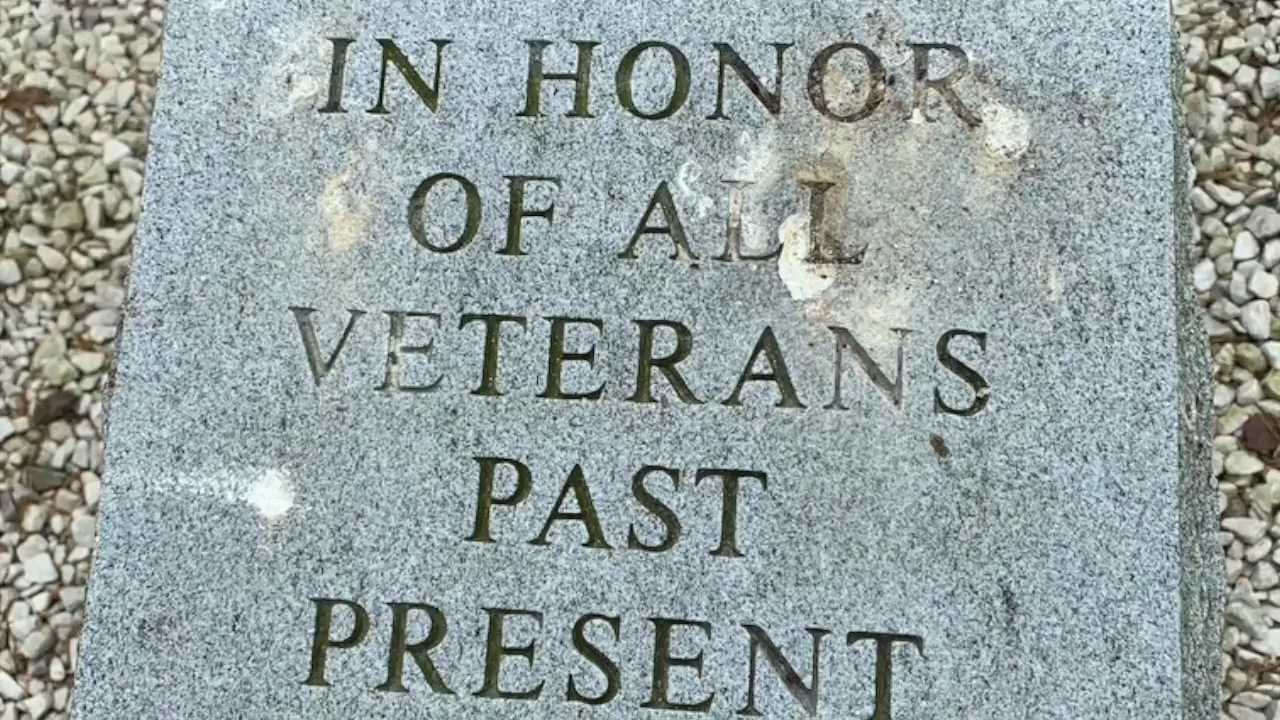 IN HONOR
OF ALL
VETERANS
PAST
PRESENT